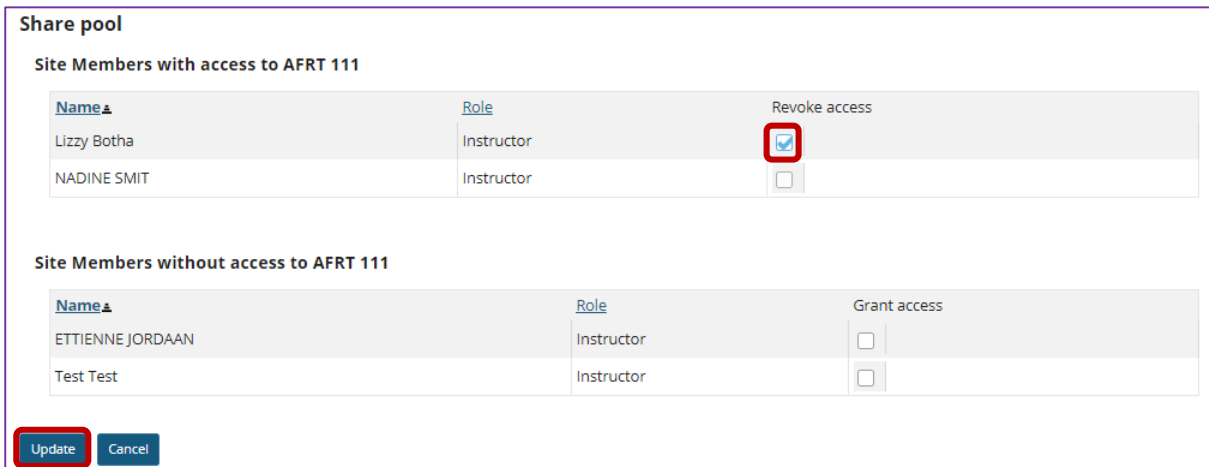 Share pool
Site Members with access to AFRT 111
Name Role Revoke access
Lizzy Botha Instructor
NADINE SMIT Instructor
Site Members without access to AFRT 111
Name Role Grant access
ETTIENNE JORDAAN Instructor
Test Test Instructor
Update Cancel